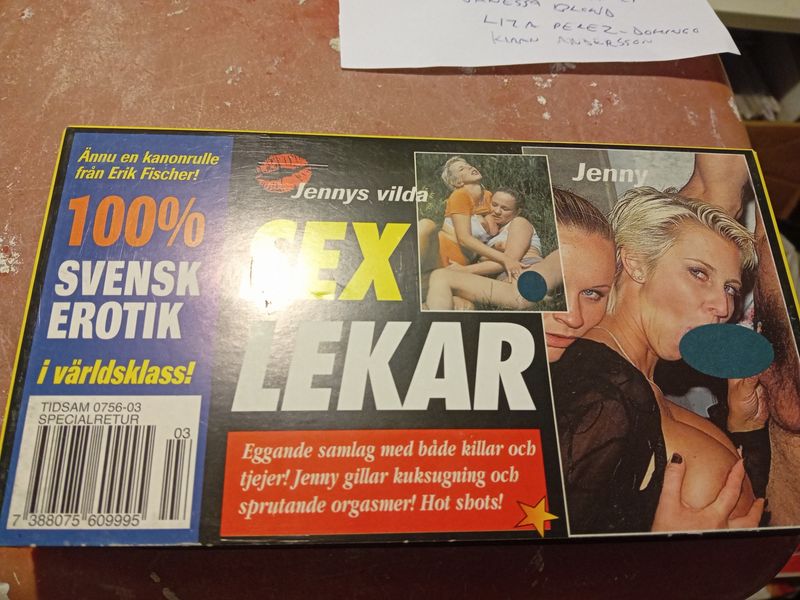 LIZA PEREZ-DOMINGO
ANDERSSON
Ännu en kanonrulle
från Erik Fischer!
100%
SVENSK
EROTIK
i världsklass!
TIDSAM 0756-03
SPECIALRETUR
03
7 388075 609995
Jennys vilda
SEX
LEKAR
Eggande samlag med både killar och
tjejer! Jenny gillar kuksugning och
sprutande orgasmer! Hot shots!
Jenny